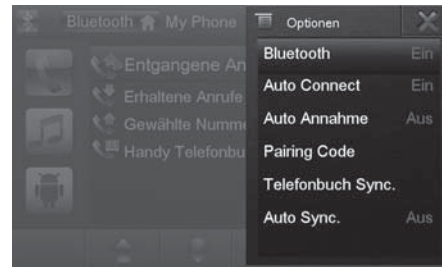 Bluetooth My Phone
Entgangene An
Erhaltene Anrufe
Gewählte Numme
Handy Telefonbu
Optionen
Bluetooth Ein
Auto Connect Ein
Auto Annahme Aus
Pairing Code
Telefonbuch Sync.
Auto Sync. Aus